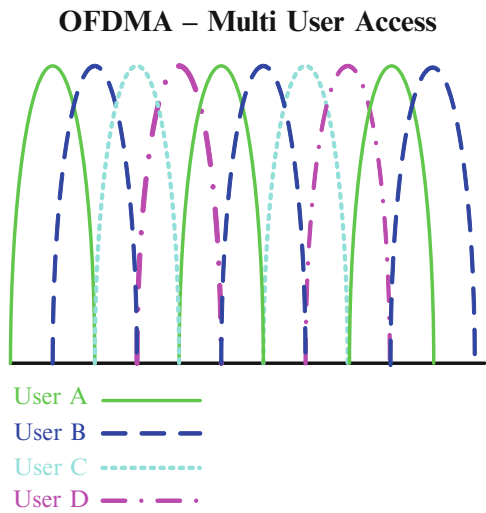 OFDMA – Multi User Access
User A
User B
User C
User D